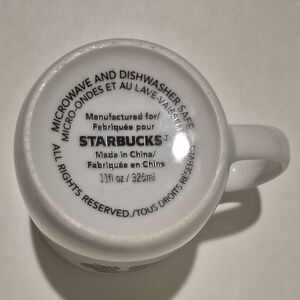 MICROWAVE AND DISHWASHER SAFE.
MICRO-ONDES ET AU LAVE-VAISSELLE
Manufactured for/
Fabriquée pour
STARBUCKS®
Made in China/
Fabriquée en Chine
11fl oz / 325ml
ALL RIGHTS RESERVED./TOUS DROITS RÉSERVÉS.